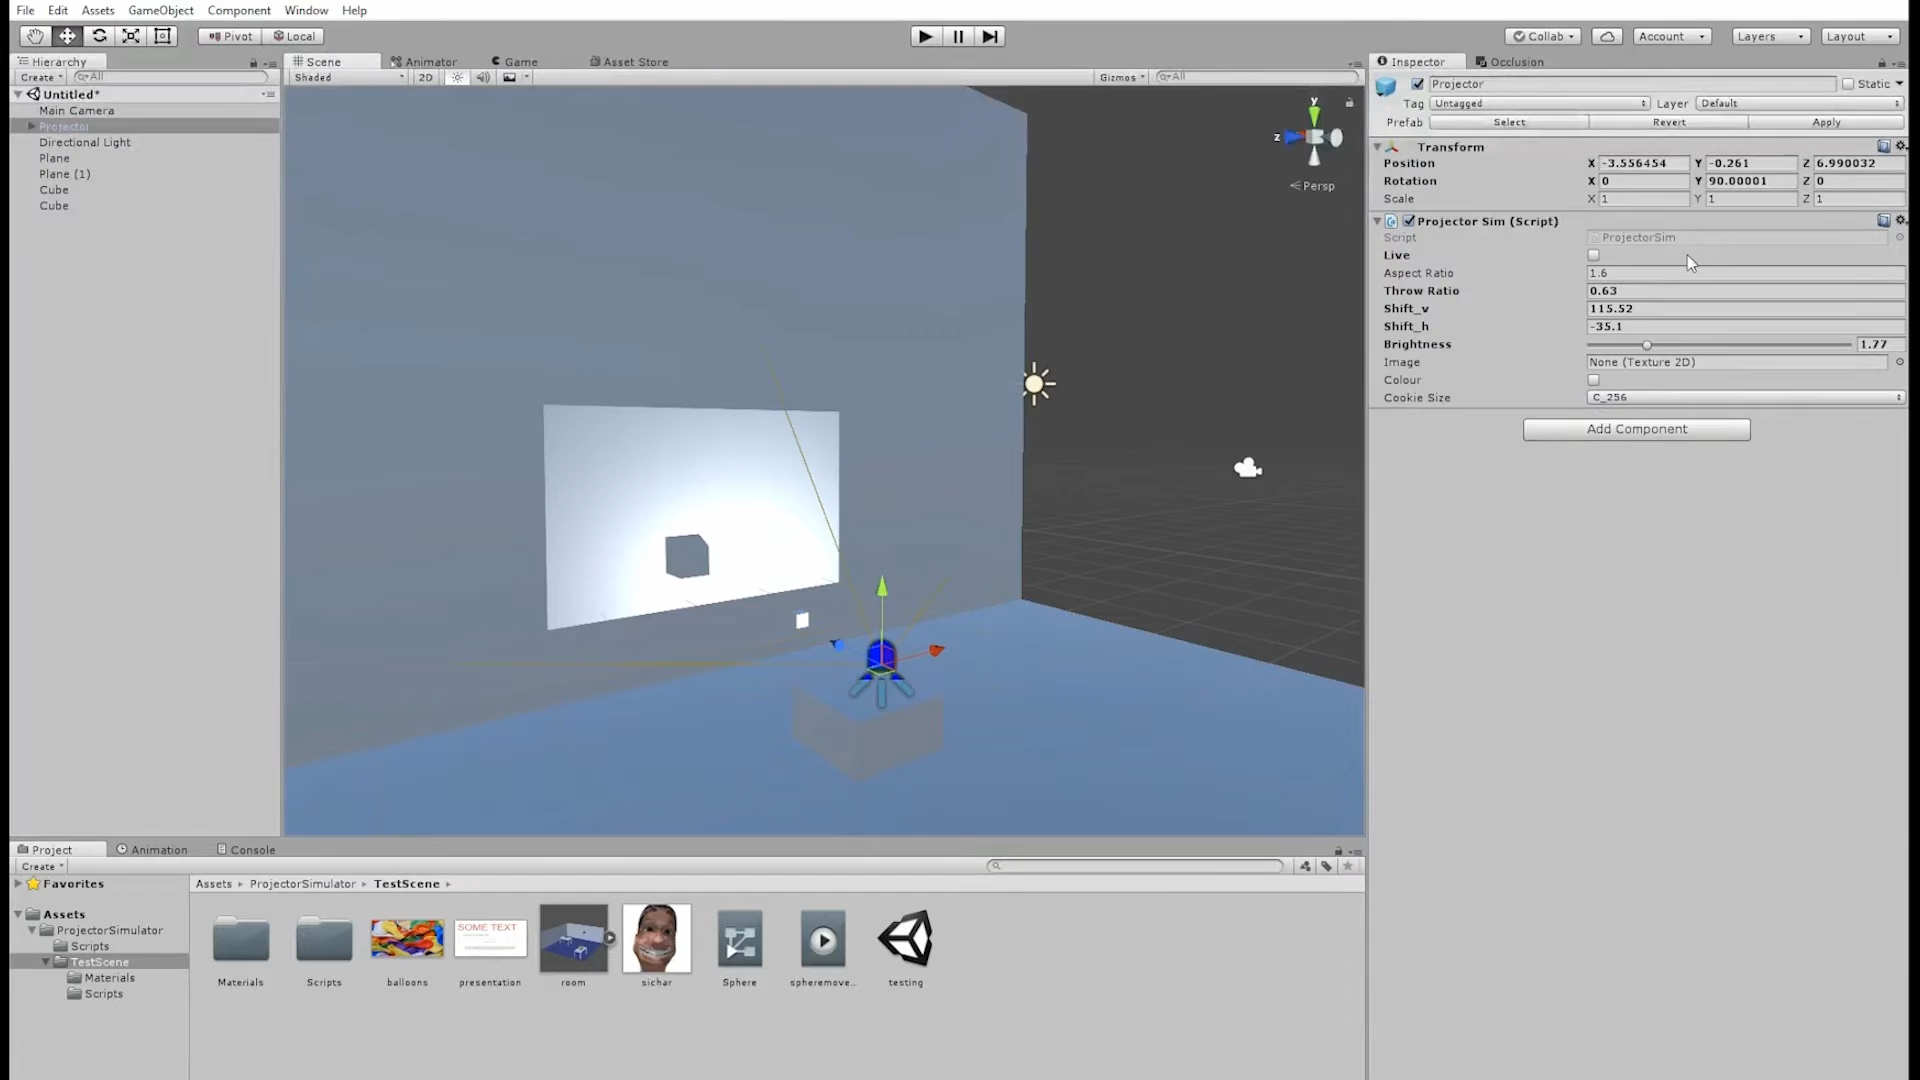 File Edit Assets GameObject Component Window Help
Pivot Local Collab Account Layers Layout
Hierarchy
Create All
Untitled*
Main Camera
Projector
Directional Light
Plane
Plane (1)
Cube
Cube
Scene Animator Game Asset Store
Shaded 2D Gizmos All
y
z
Persp
Inspector Occlusion
Projector Static
Tag Untagged Layer Default
Prefab Select Revert Apply
Transform
Position X -3.556454 Y -0.261 Z 6.990032
Rotation X 0 Y 90.00001 Z 0
Scale X 1 Y 1 Z 1
Projector Sim (Script)
Script ProjectorSim
Live
Aspect Ratio 1.6
Throw Ratio 0.63
Shift_v 115.52
Shift_h -35.1
Brightness 1.77
Image None (Texture 2D)
Colour
Cookie Size C_256
Add Component
Project Animation Console
Create
Favorites
Assets
ProjectorSimulator
Scripts
TestScene
Materials
Scripts
Assets ProjectorSimulator TestScene
SOME TEXT
Materials Scripts balloons presentation room sichar Sphere spheremove... testing